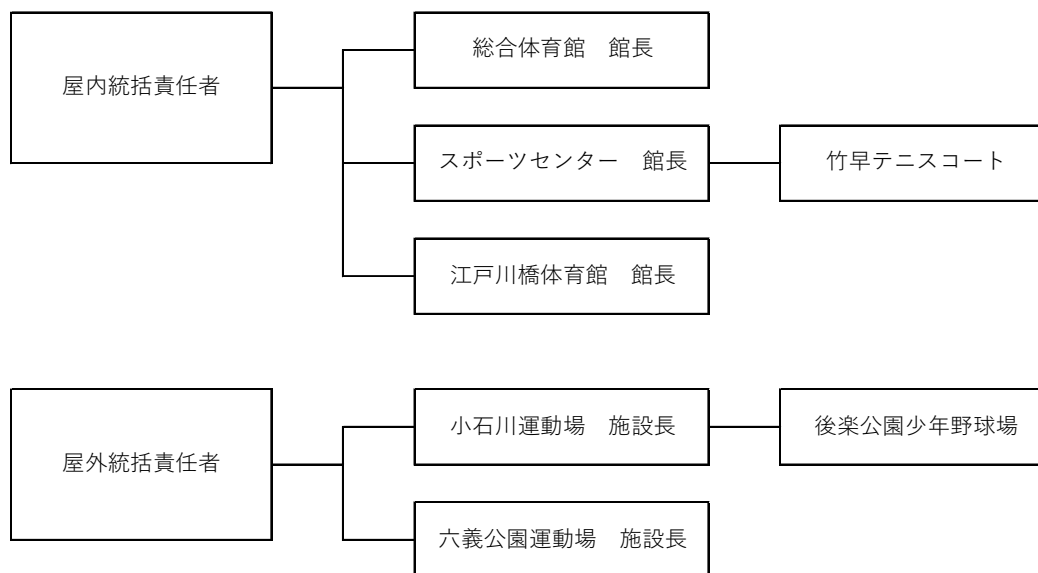 総合体育館　館長
屋内統括責任者
スポーツセンター　館長
竹早テニスコート
江戸川橋体育館　館長
小石川運動場　施設長
後楽公園少年野球場
屋外統括責任者
六義公園運動場　施設長